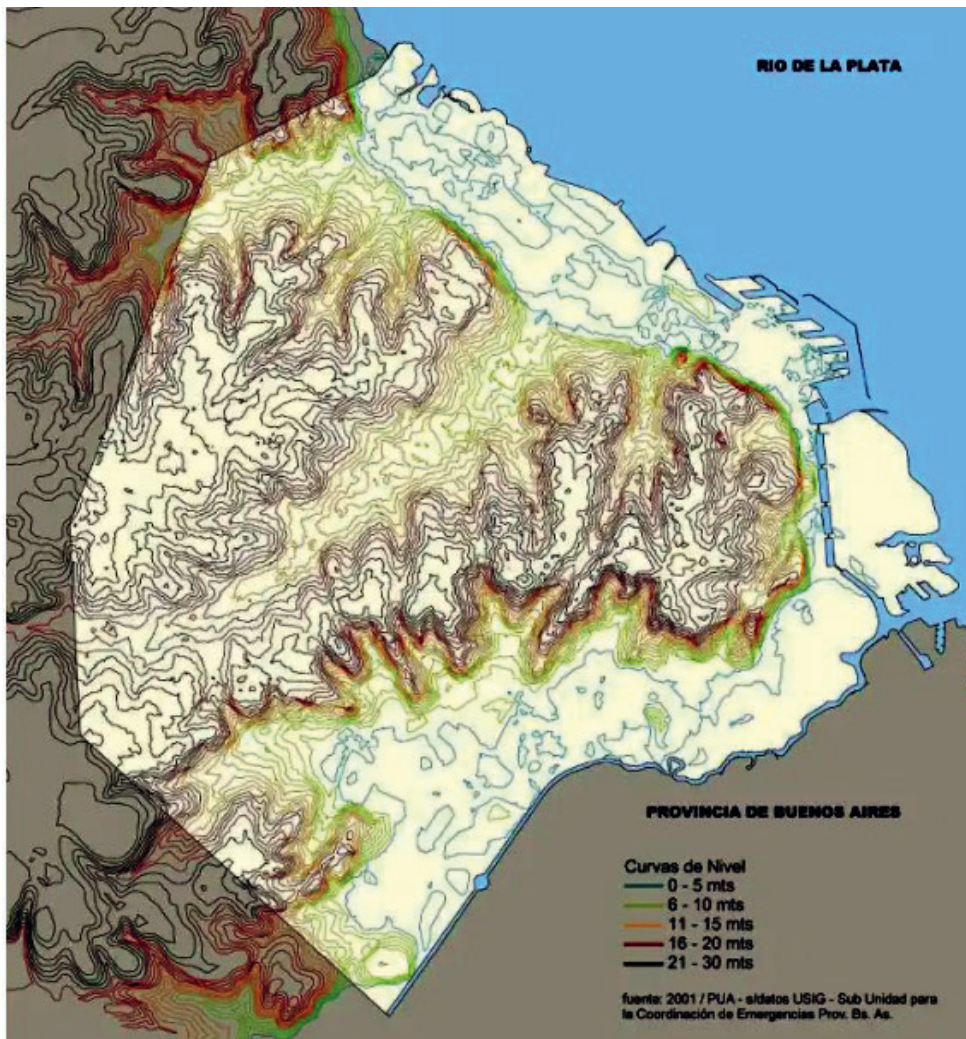 RIO DE LA PLATA
PROVINCIA DE BUENOS AIRES
Curvas de Nivel
0 - 5 mts
6 - 10 mts
11 - 15 mts
16 - 20 mts
21 - 30 mts
fuente: 2001 / PUA - s/datos USIG - Sub Unidad para
la Coordinación de Emergencias Prov. Bs. As.